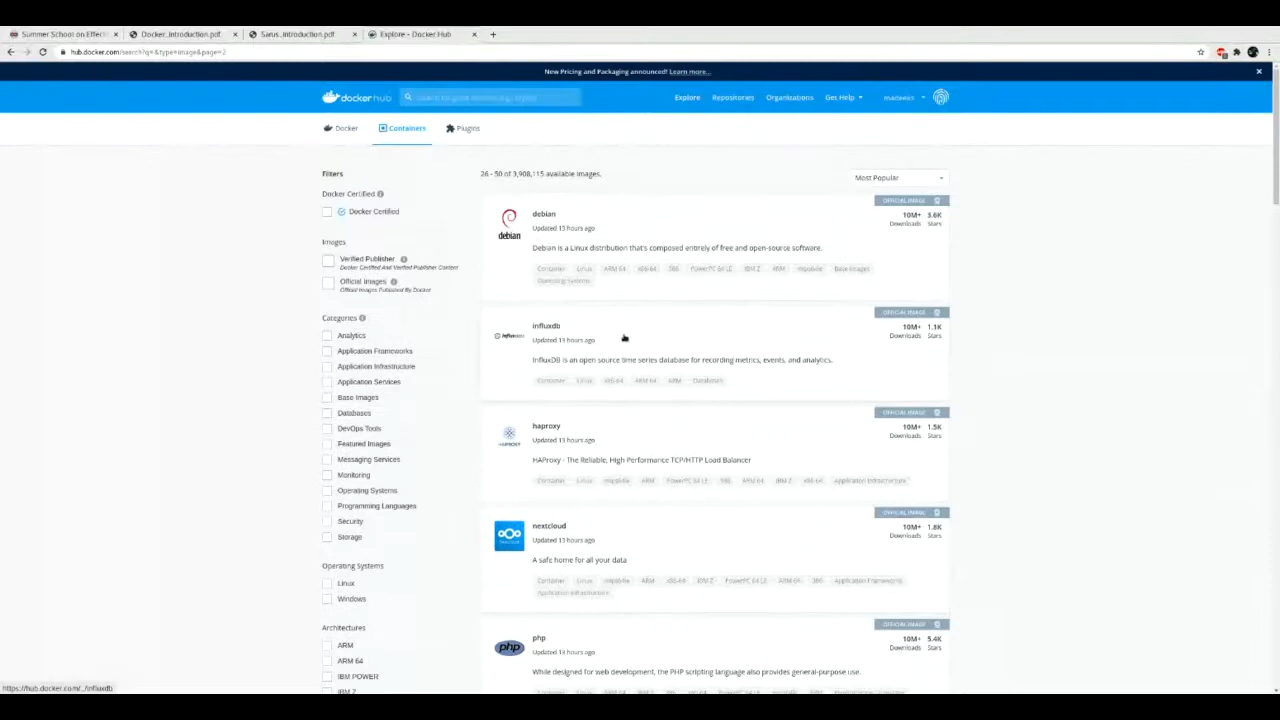 Summer School on Effecti
Docker_Introduction.pdf
Sarus_Introduction.pdf
Explore - Docker Hub
hub.docker.com/search?q=&type=image&page=2
New Pricing and Packaging announced! Learn more...
docker hub
Explore
Repositories
Organizations
Get Help
Docker
Containers
Plugins
Filters
26 - 50 of 3,908,115 available images.
Most Popular
Docker Certified
Docker Certified
Images
Verified Publisher
Docker Certified And Verified Publisher Content
Official Images
Official Images Published By Docker
Categories
Analytics
Application Frameworks
Application Infrastructure
Application Services
Base Images
Databases
DevOps Tools
Featured Images
Messaging Services
Monitoring
Operating Systems
Programming Languages
Security
Storage
Operating Systems
Linux
Windows
Architectures
ARM
ARM 64
IBM POWER
IBM Z
OFFICIAL IMAGE
debian
debian
Updated 13 hours ago
10M+ 3.6K
Downloads Stars
Debian is a Linux distribution that's composed entirely of free and open-source software.
Container Linux ARM 64 x86-64 386 PowerPC 64 LE IBM Z ARM mips64le Base Images
Operating Systems
OFFICIAL IMAGE
influxdb
influxdata
Updated 13 hours ago
10M+ 1.1K
Downloads Stars
InfluxDB is an open source time series database for recording metrics, events, and analytics.
Container Linux x86-64 ARM 64 ARM Databases
OFFICIAL IMAGE
haproxy
HAPROXY
Updated 13 hours ago
10M+ 1.5K
Downloads Stars
HAProxy - The Reliable, High Performance TCP/HTTP Load Balancer
Container Linux mips64le ARM PowerPC 64 LE 386 ARM 64 IBM Z x86-64 Application Infrastructure
OFFICIAL IMAGE
nextcloud
Updated 13 hours ago
10M+ 1.8K
Downloads Stars
A safe home for all your data
Container Linux mips64le ARM x86-64 IBM Z PowerPC 64 LE ARM 64 386 Application Frameworks
Application Infrastructure
OFFICIAL IMAGE
php
php
Updated 13 hours ago
10M+ 5.4K
Downloads Stars
While designed for web development, the PHP scripting language also provides general-purpose use.
https://hub.docker.com/_/influxdb